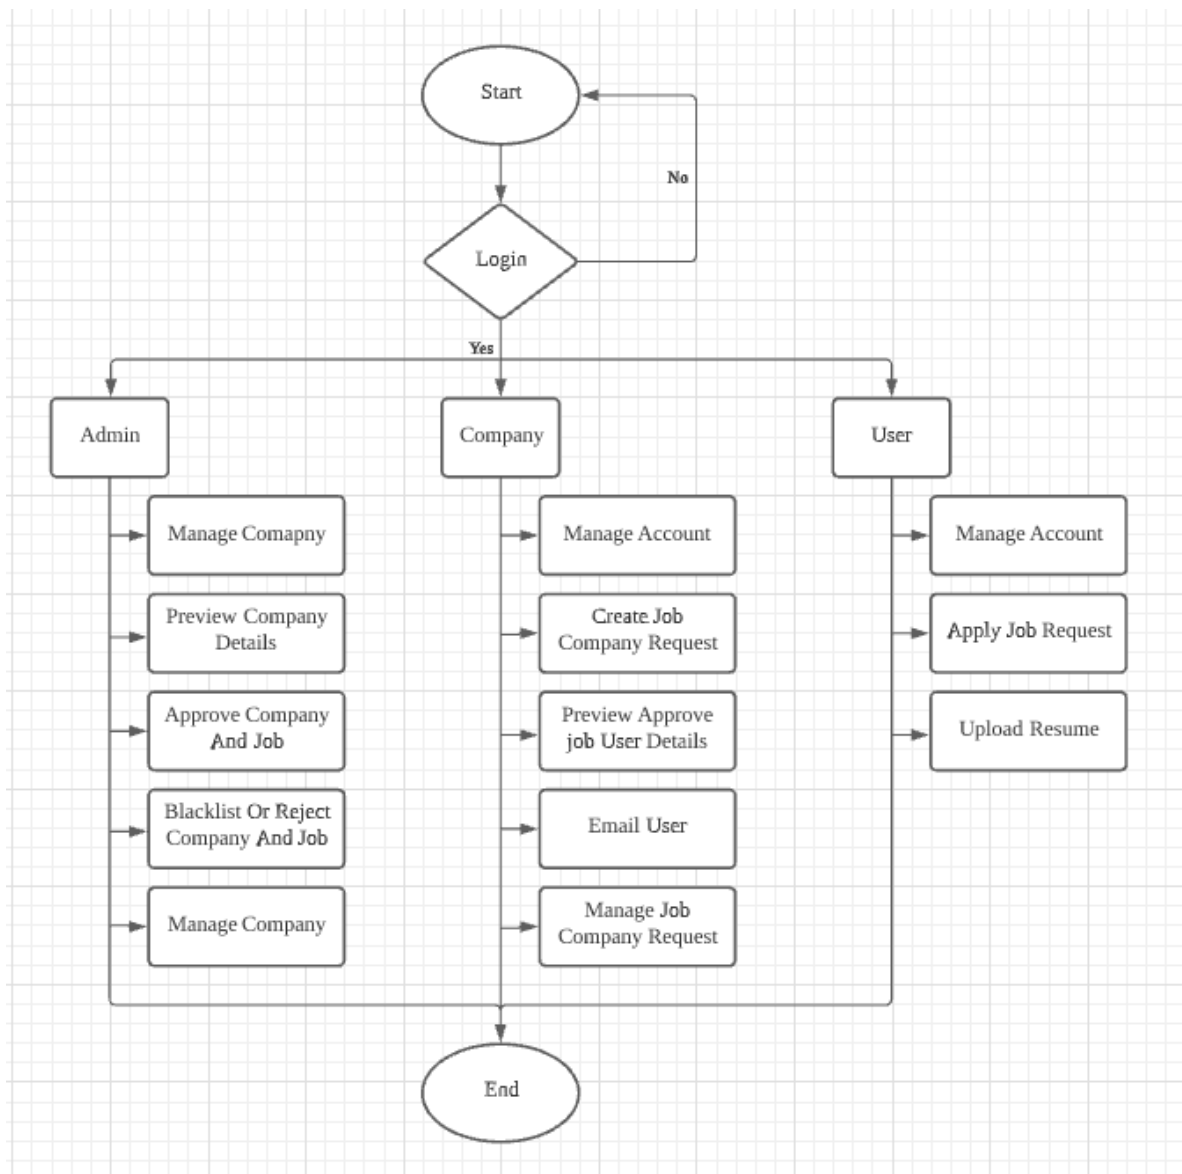 Start
No
Login
Yes
Admin
Company
User
Manage Comapny
Preview Company
Details
Approve Company
And Job
Blacklist Or Reject
Company And Job
Manage Company
Manage Account
Create Job
Company Request
Preview Approve
job User Details
Email User
Manage Job
Company Request
Manage Account
Apply Job Request
Upload Resume
End